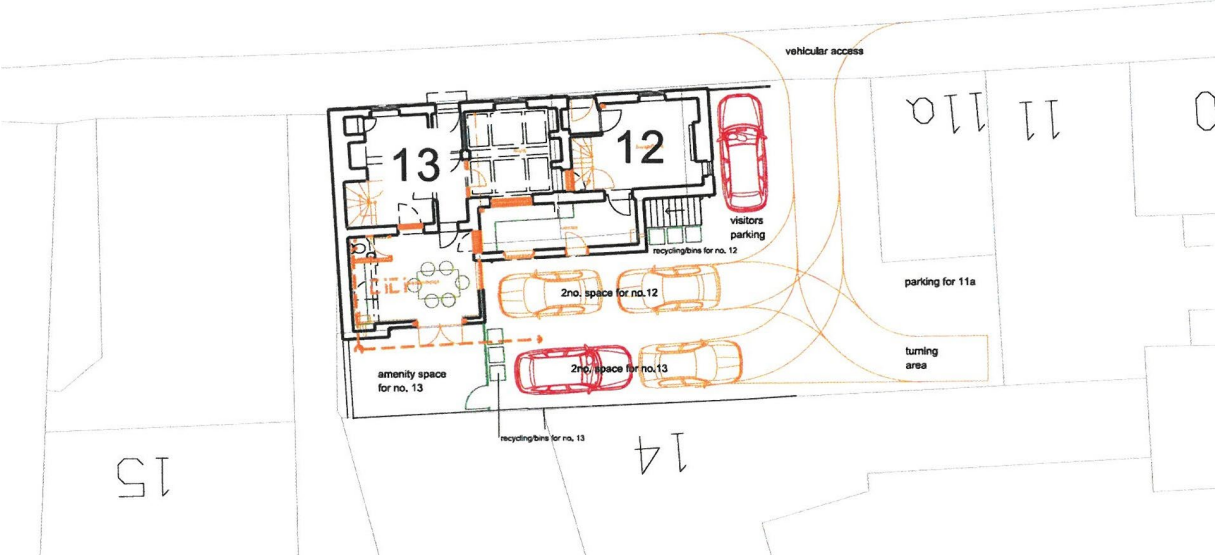 vehicular access
11a
11
13
12
visitors
parking
recycling/bins for no. 12
2no. space for no.12
parking for 11a
turning
area
2no. space for no.13
amenity space
for no. 13
recycling/bins for no. 13
14
15